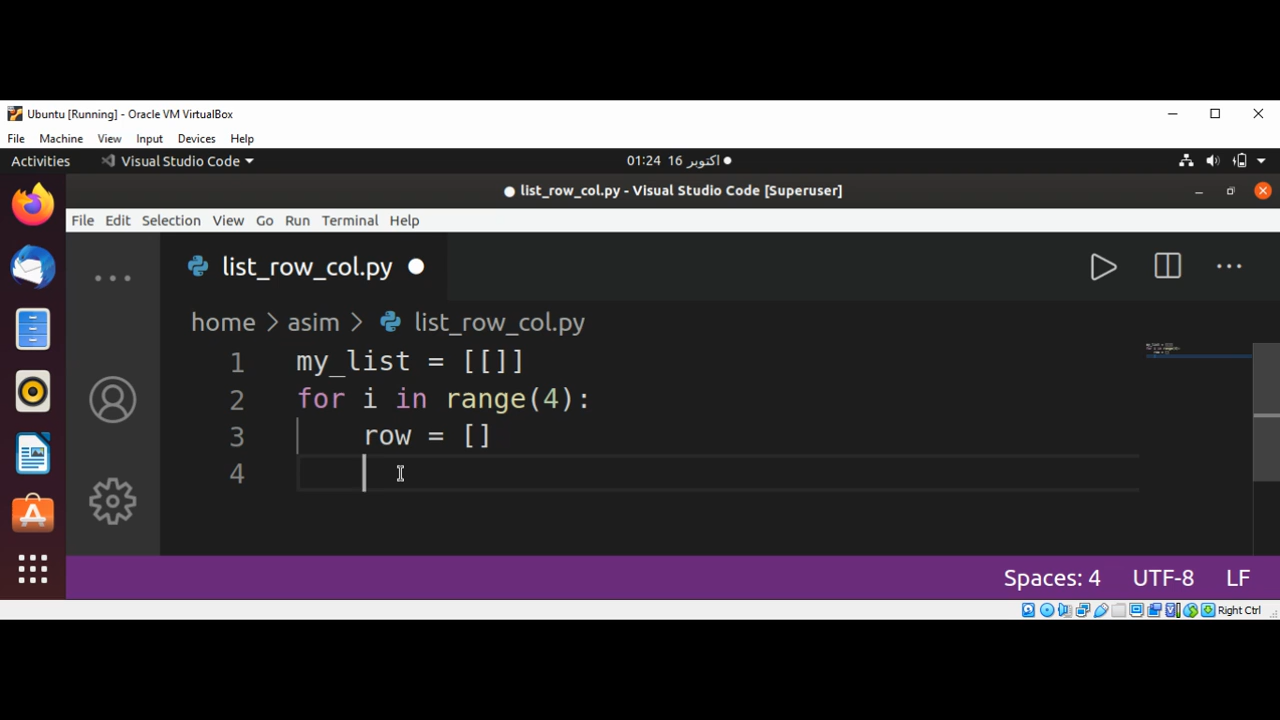 Ubuntu [Running] - Oracle VM VirtualBox
File Machine View Input Devices Help
Activities Visual Studio Code 01:24 16 اکتوبر
list_row_col.py - Visual Studio Code [Superuser]
File Edit Selection View Go Run Terminal Help
list_row_col.py
home > asim > list_row_col.py
1 my_list = [[]]
2 for i in range(4):
3 row = []
4
Spaces: 4 UTF-8 LF
Right Ctrl